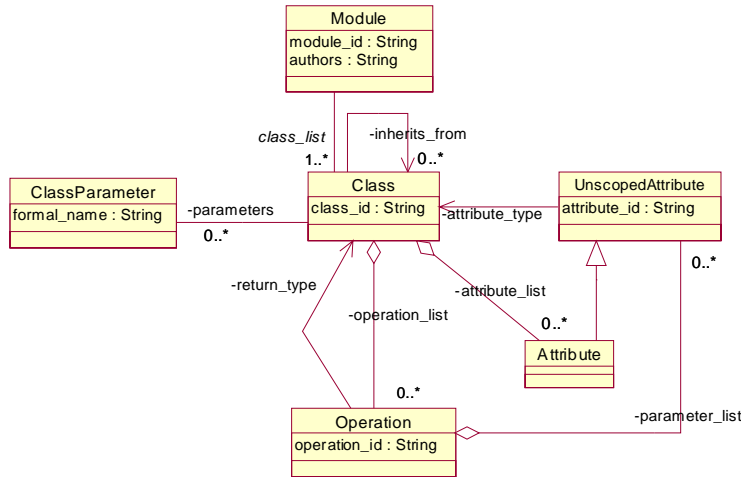 Module
module_id : String
authors : String
class_list
1..*
-inherits_from
0..*
ClassParameter
formal_name : String
-parameters
0..*
Class
class_id : String
UnscopedAttribute
attribute_id : String
-attribute_type
0..*
-return_type
-operation_list
-attribute_list
0..*
Attribute
0..*
-parameter_list
Operation
operation_id : String